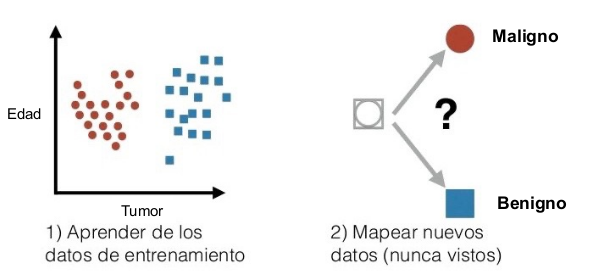 Edad
Tumor
1) Aprender de los
datos de entrenamiento
Maligno
?
Benigno
2) Mapear nuevos
datos (nunca vistos)